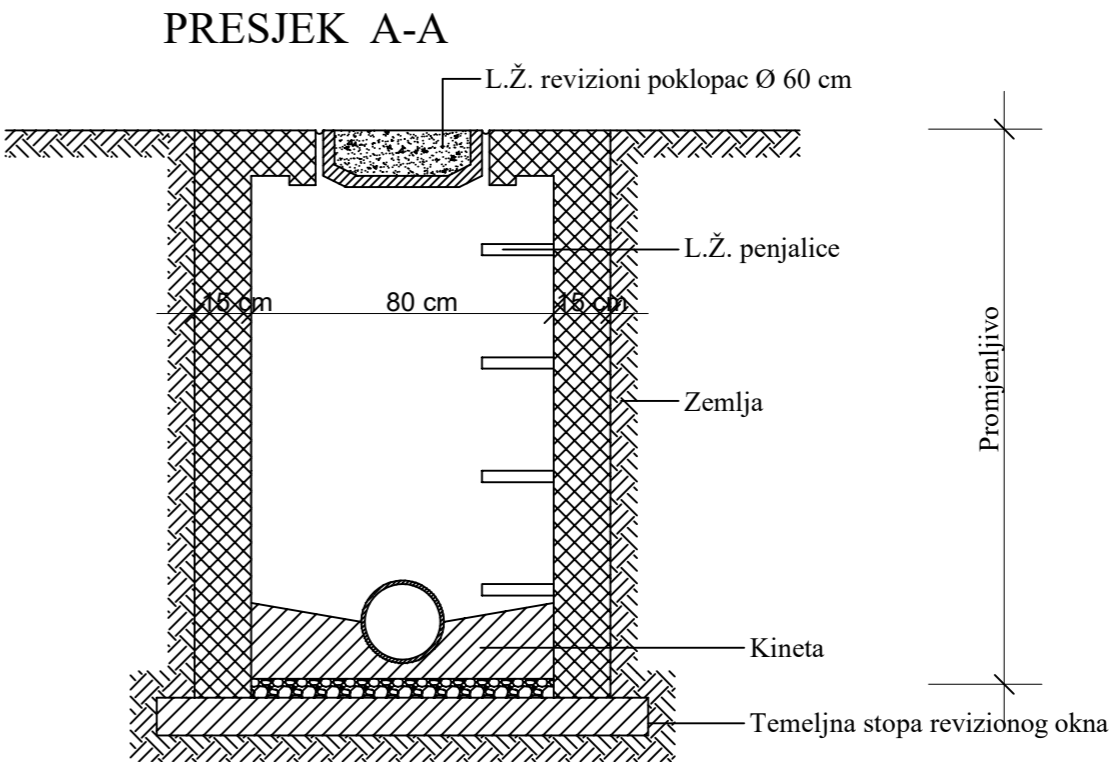 PRESJEK A-A
L.Ž. revizioni poklopac Ø 60 cm
L.Ž. penjalice
15 cm
80 cm
15 cm
Promjenljivo
Zemlja
Kineta
Temeljna stopa revizionog okna